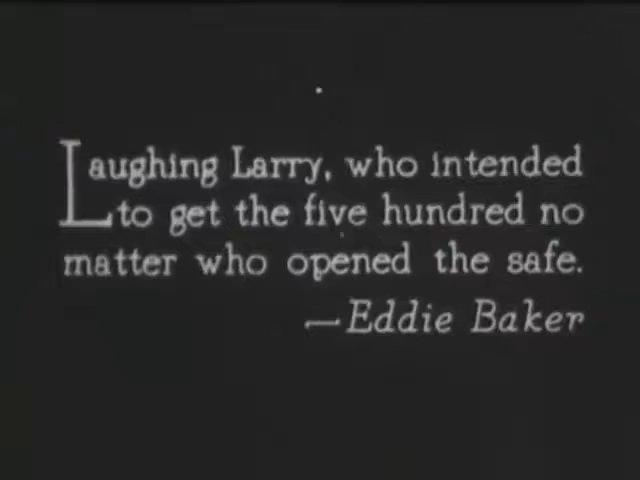 Laughing Larry, who intended
to get the five hundred no
matter who opened the safe.
—Eddie Baker